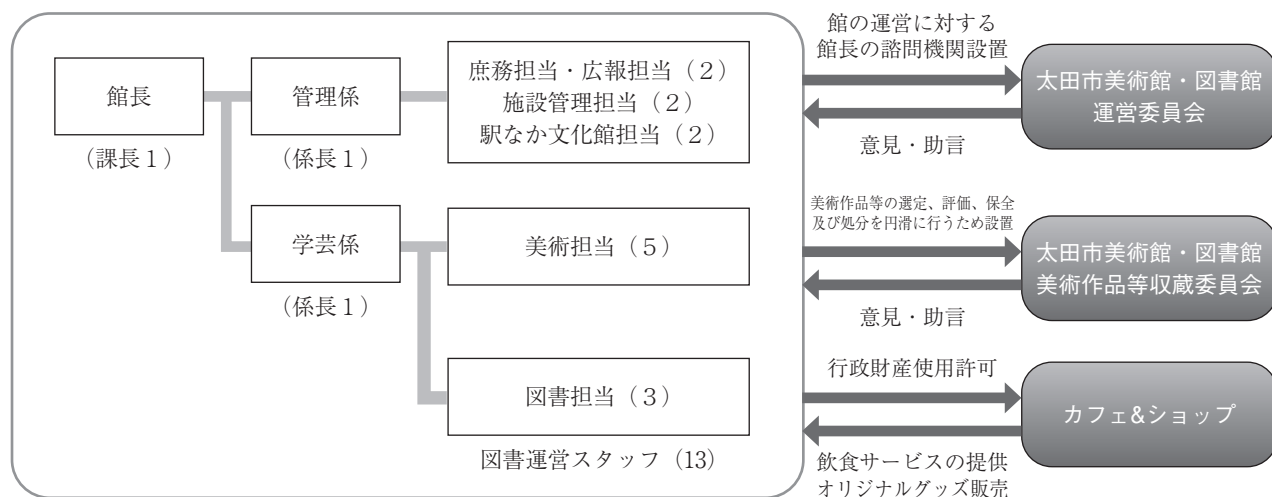 館長
(課長1)
管理係
(係長1)
庶務担当・広報担当(2)
施設管理担当(2)
駅なか文化館担当(2)
学芸係
(係長1)
美術担当(5)
図書担当(3)
図書運営スタッフ(13)
館の運営に対する
館長の諮問機関設置
意見・助言
太田市美術館・図書館
運営委員会
美術作品等の選定、評価、保全
及び処分を円滑に行うため設置
意見・助言
太田市美術館・図書館
美術作品等収蔵委員会
行政財産使用許可
飲食サービスの提供
オリジナルグッズ販売
カフェ&ショップ